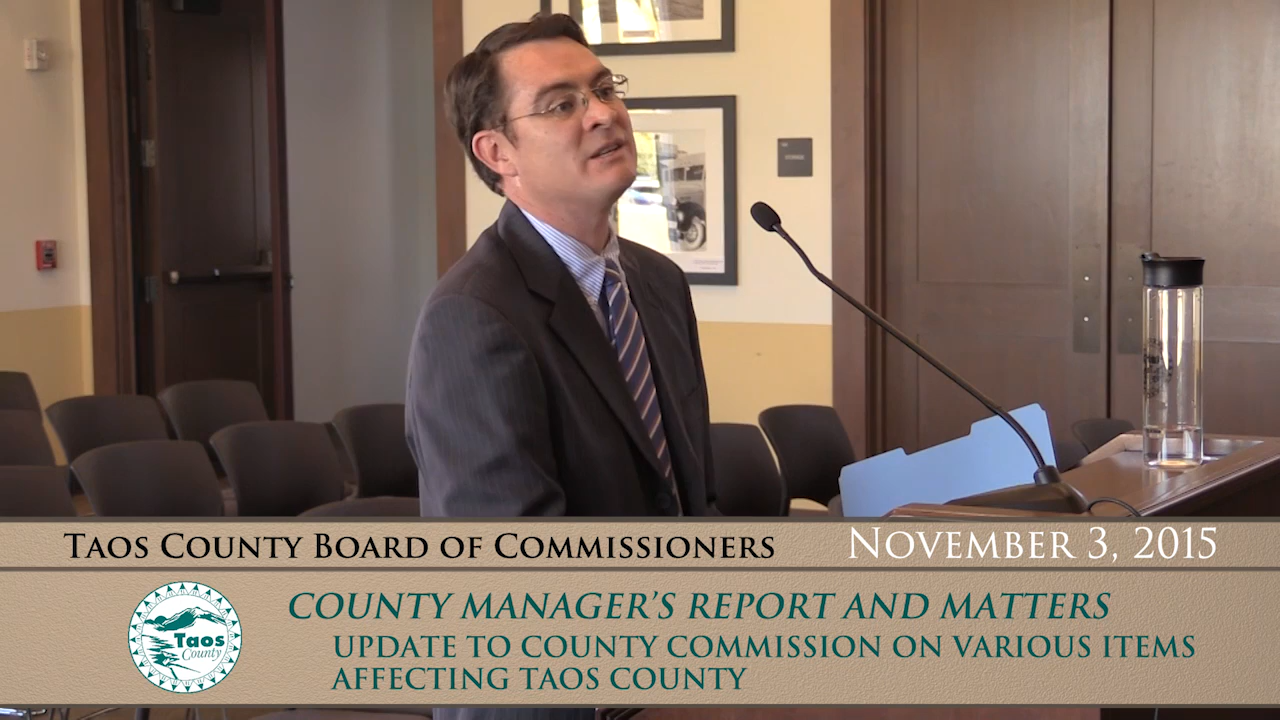 STORAGE
TAOS COUNTY BOARD OF COMMISSIONERS NOVEMBER 3, 2015
COUNTY MANAGER'S REPORT AND MATTERS
UPDATE TO COUNTY COMMISSION ON VARIOUS ITEMS
AFFECTING TAOS COUNTY
Taos
County